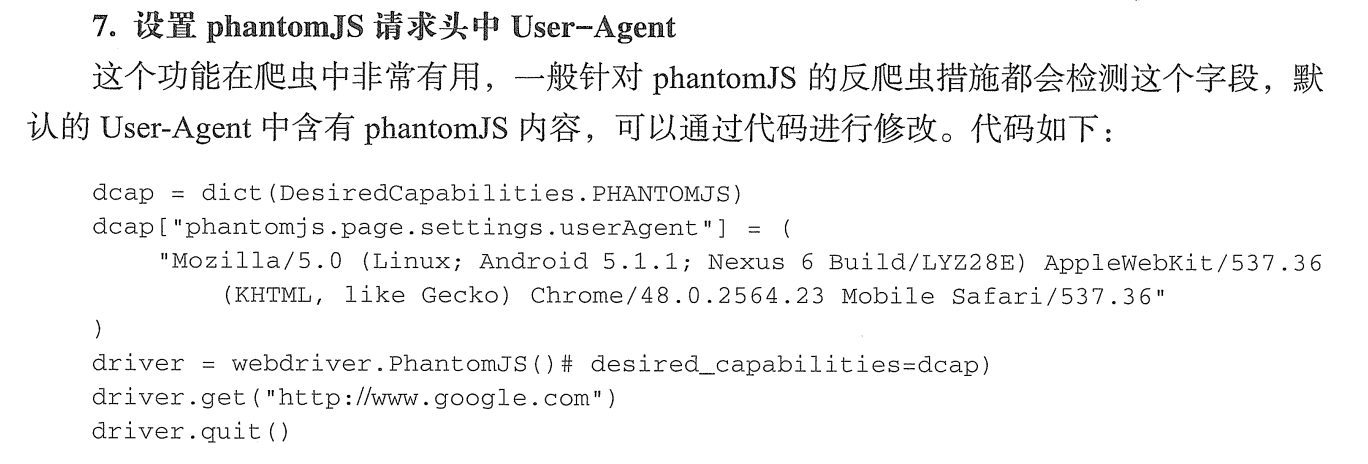 7. 设置 phantomJS 请求头中 User-Agent
这个功能在爬虫中非常有用，一般针对 phantomJS 的反爬虫措施都会检测这个字段，默
认的 User-Agent 中含有 phantomJS 内容，可以通过代码进行修改。代码如下：
dcap = dict(DesiredCapabilities.PHANTOMJS)
dcap["phantomjs.page.settings.userAgent"] = (
"Mozilla/5.0 (Linux; Android 5.1.1; Nexus 6 Build/LYZ28E) AppleWebKit/537.36
(KHTML, like Gecko) Chrome/48.0.2564.23 Mobile Safari/537.36"
)
driver = webdriver.PhantomJS()# desired_capabilities=dcap)
driver.get("http://www.google.com")
driver.quit()